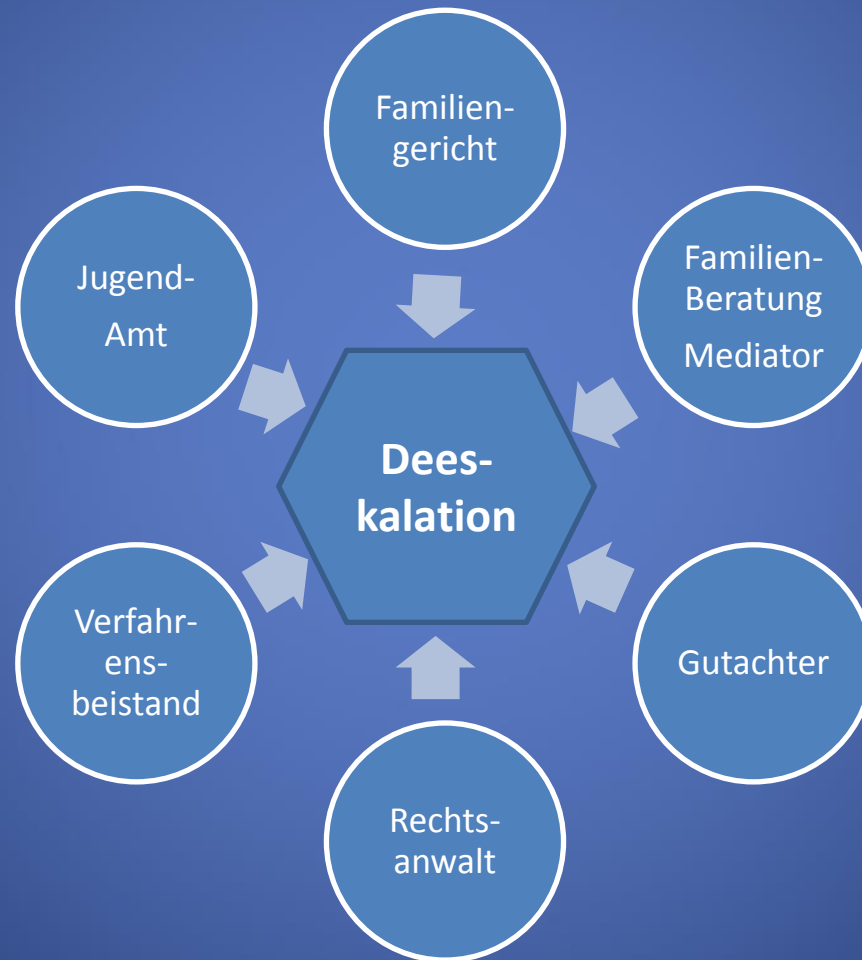 Familien-
gericht
Familien-
Beratung
Mediator
Gutachter
Rechts-
anwalt
Verfahr-
ens-
beistand
Jugend-
Amt
Dees-
kalation